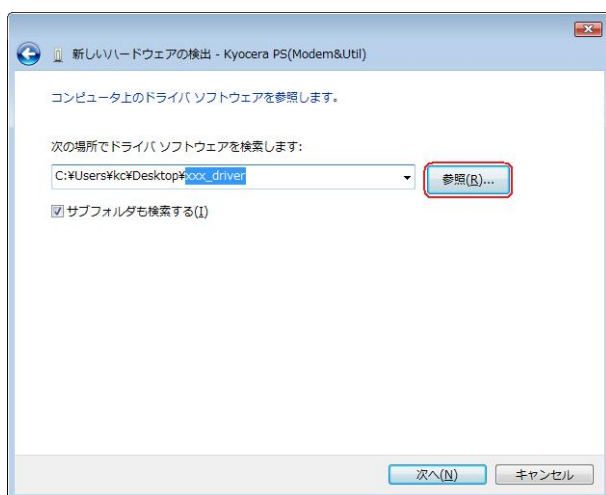 新しいハードウェアの検出 - Kyocera PS(Modem&Util)
コンピュータ上のドライバ ソフトウェアを参照します。
次の場所でドライバ ソフトウェアを検索します:
C:¥Users¥kc¥Desktop¥xxx_driver
参照(R)...
サブフォルダも検索する(I)
次へ(N)
キャンセル